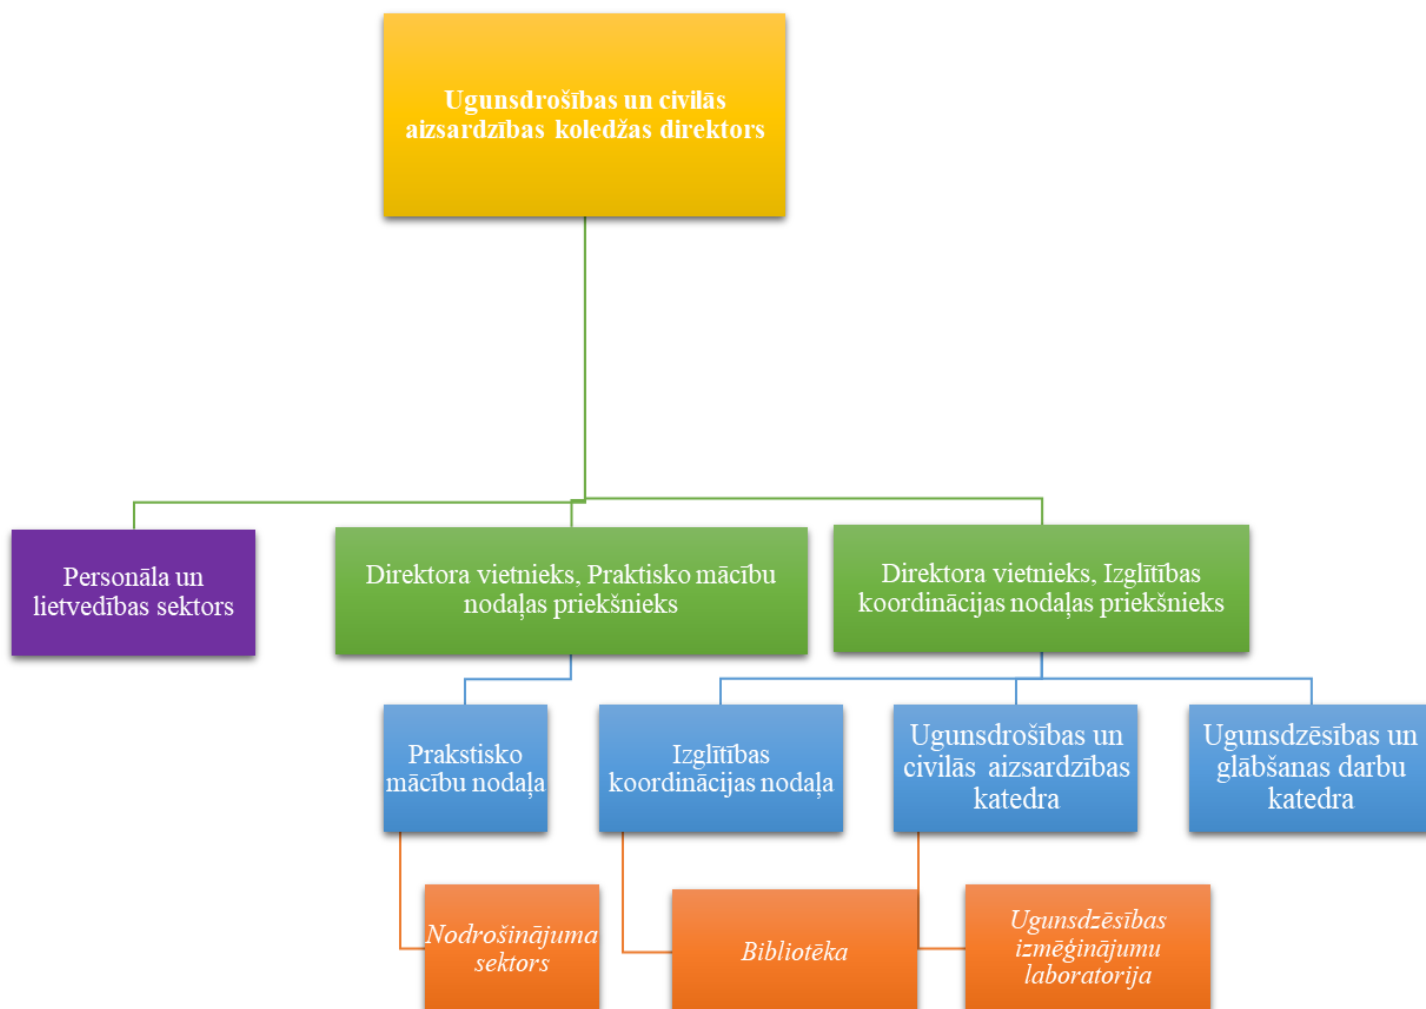 Ugunsdrošības un civilās
aizsardzības koledžas direktors
Personāla un
lietvedības sektors
Direktora vietnieks, Praktisko mācību
nodaļas priekšnieks
Direktora vietnieks, Izglītības
koordinācijas nodaļas priekšnieks
Prakstisko
mācību nodaļa
Izglītības
koordinācijas nodaļa
Ugunsdrošības un
civilās aizsardzības
katedra
Ugunsdzēsības un
glābšanas darbu
katedra
Nodrošinājuma
sektors
Bibliotēka
Ugunsdzēsības
izmēģinājumu
laboratorija